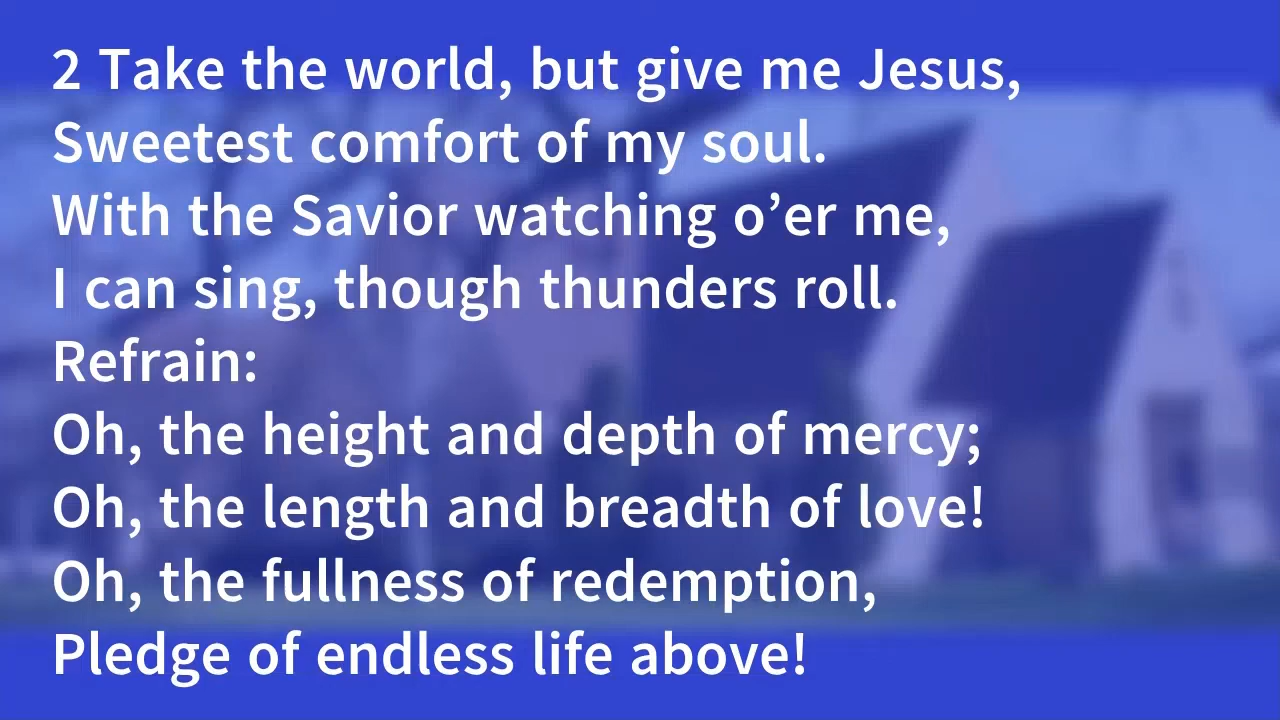 2 Take the world, but give me Jesus,
Sweetest comfort of my soul.
With the Savior watching o’er me,
I can sing, though thunders roll.
Refrain:
Oh, the height and depth of mercy;
Oh, the length and breadth of love!
Oh, the fullness of redemption,
Pledge of endless life above!